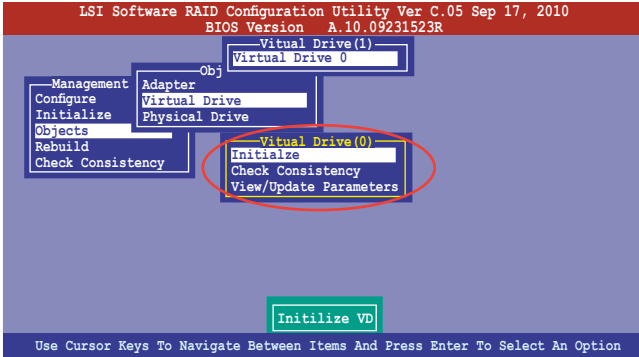 LSI Software RAID Configuration Utility Ver C.05 Sep 17, 2010
BIOS Version A.10.09231523R
Vitual Drive(1)
Virtual Drive 0
Obj
Adapter
Virtual Drive
Physical Drive
Management
Configure
Initialize
Objects
Rebuild
Check Consistency
Vitual Drive(0)
Initialze
Check Consistency
View/Update Parameters
Initilize VD
Use Cursor Keys To Navigate Between Items And Press Enter To Select An Option